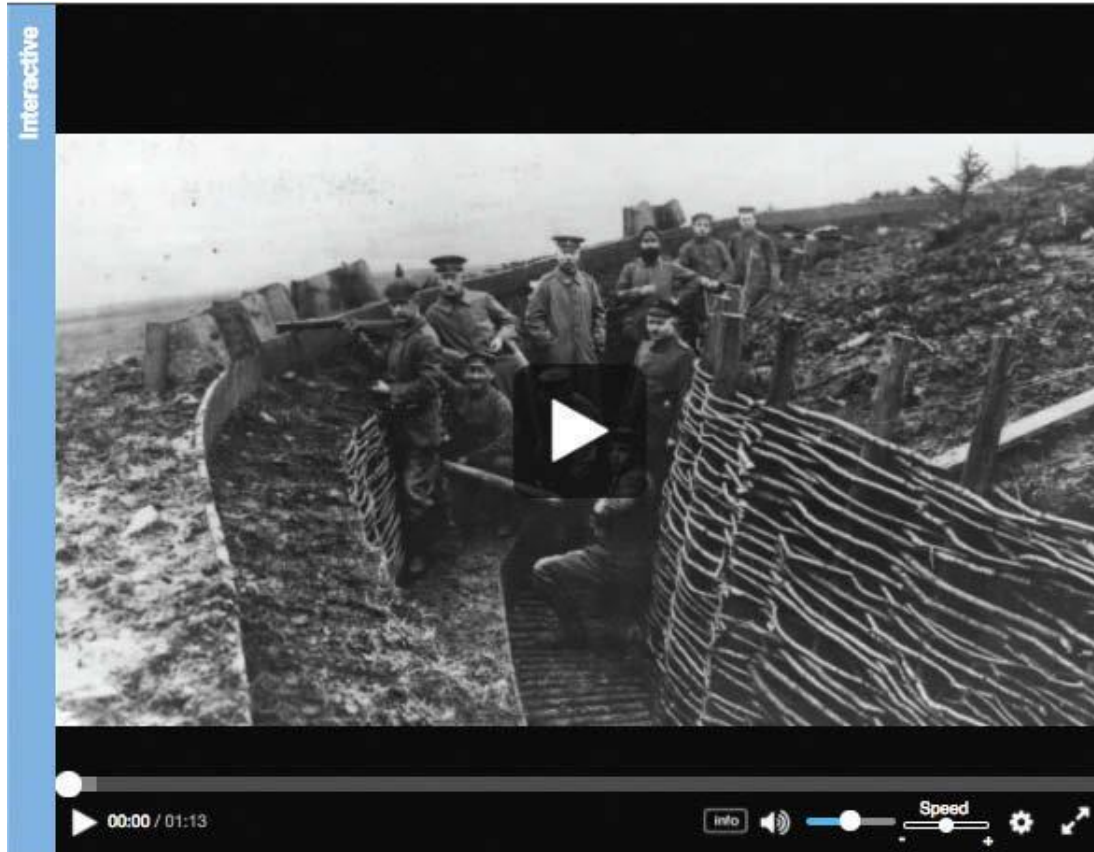 Interactive
00:00 / 01:13
info
Speed
- +